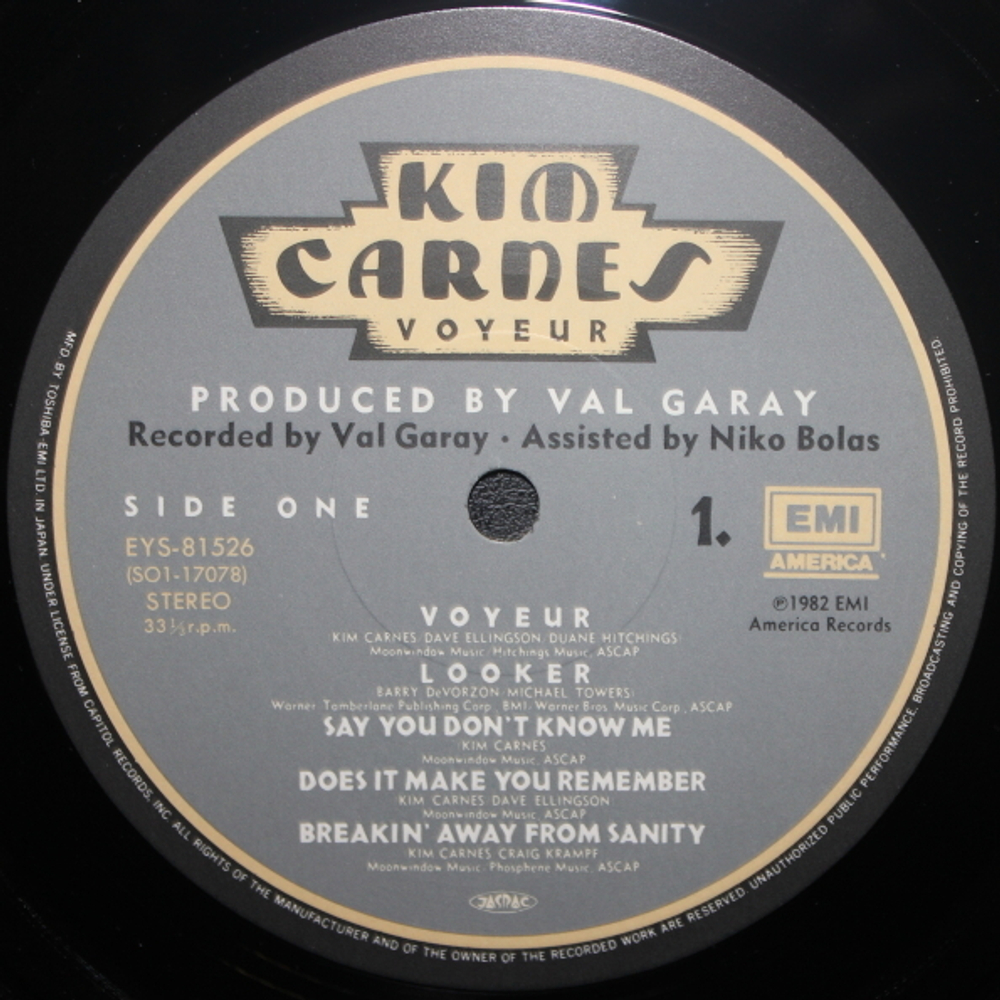 KIM
CARNES
VOYEUR
PRODUCED BY VAL GARAY
Recorded by Val Garay · Assisted by Niko Bolas
SIDE ONE
EYS-81526
(SO1-17078)
STEREO
33⅓r.p.m.
1.
EMI
AMERICA
℗1982 EMI
America Records
VOYEUR
KIM CARNES/DAVE ELLINGSON/DUANE HITCHINGS
Moonwindow Music/Hitchings Music, ASCAP
LOOKER
BARRY DeVORZON/MICHAEL TOWERS
Warner-Tamberlane Publishing Corp., BMI/Warner Bros. Music Corp., ASCAP
SAY YOU DON'T KNOW ME
KIM CARNES
Moonwindow Music, ASCAP
DOES IT MAKE YOU REMEMBER
KIM CARNES/DAVE ELLINGSON
Moonwindow Music, ASCAP
BREAKIN' AWAY FROM SANITY
KIM CARNES/CRAIG KRAMPF
Moonwindow Music/Phosphene Music, ASCAP
JASRAC
MFD. BY TOSHIBA-EMI LTD. IN JAPAN UNDER LICENSE FROM CAPITOL RECORDS, INC. ALL RIGHTS OF THE MANUFACTURER AND OF THE OWNER OF THE RECORDED WORK ARE RESERVED. UNAUTHORIZED PUBLIC PERFORMANCE, BROADCASTING AND COPYING OF THE RECORD PROHIBITED.